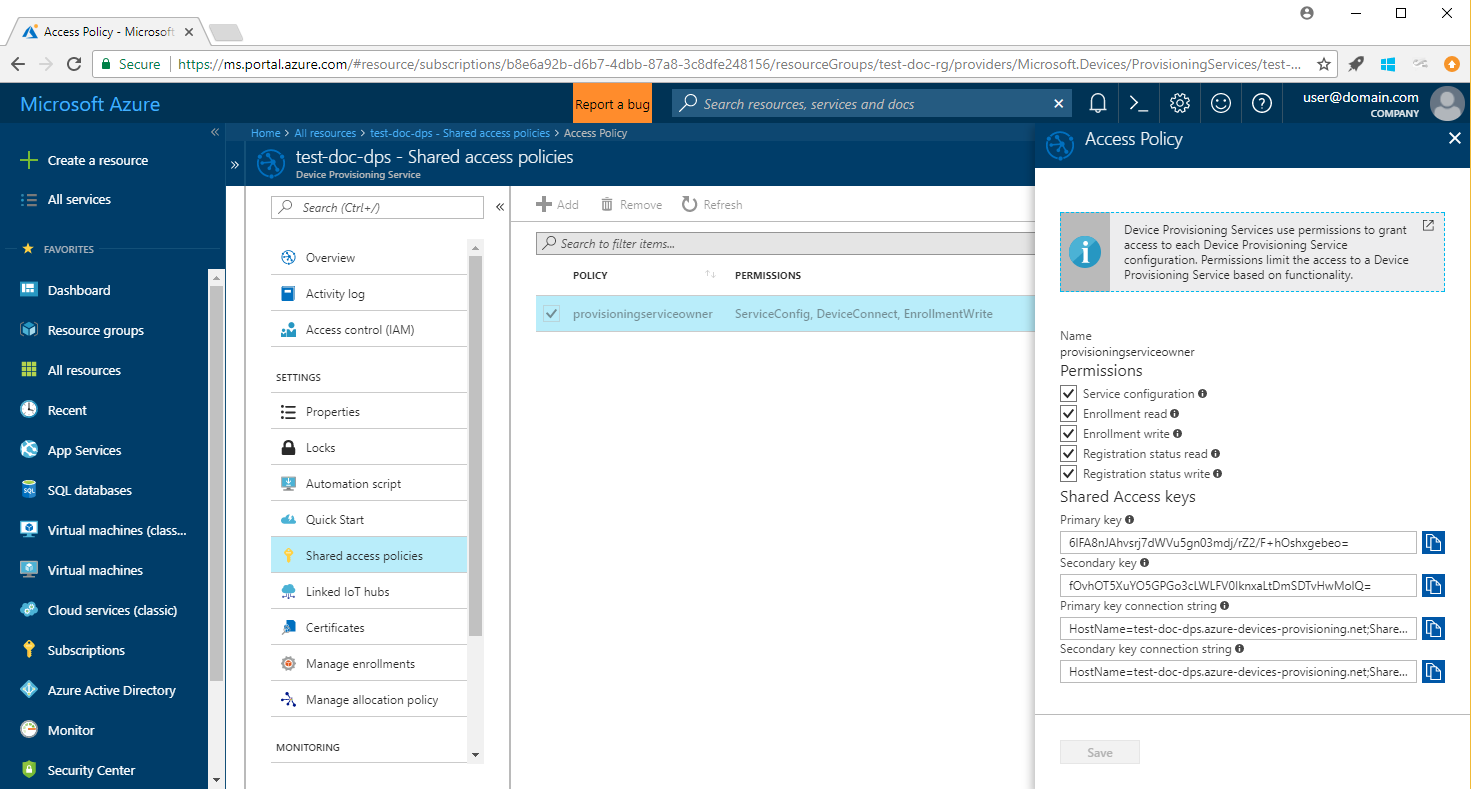 Access Policy - Microsoft
Secure
https://ms.portal.azure.com/#resource/subscriptions/b8e6a92b-d6b7-4dbb-87a8-3c8dfe248156/resourceGroups/test-doc-rg/providers/Microsoft.Devices/ProvisioningServices/test-...
Microsoft Azure
Report a bug
Search resources, services and docs
user@domain.com
COMPANY
Create a resource
All services
FAVORITES
Dashboard
Resource groups
All resources
Recent
App Services
SQL databases
Virtual machines (classi...
Virtual machines
Cloud services (classic)
Subscriptions
Azure Active Directory
Monitor
Security Center
Home > All resources > test-doc-dps - Shared access policies > Access Policy
test-doc-dps - Shared access policies
Device Provisioning Service
Search (Ctrl+/)
Overview
Activity log
Access control (IAM)
SETTINGS
Properties
Locks
Automation script
Quick Start
Shared access policies
Linked IoT hubs
Certificates
Manage enrollments
Manage allocation policy
MONITORING
Add
Remove
Refresh
Search to filter items...
POLICY
PERMISSIONS
provisioningserviceowner
ServiceConfig, DeviceConnect, EnrollmentWrite
Access Policy
Device Provisioning Services use permissions to grant
access to each Device Provisioning Service
configuration. Permissions limit the access to a Device
Provisioning Service based on functionality.
Name
provisioningserviceowner
Permissions
Service configuration
Enrollment read
Enrollment write
Registration status read
Registration status write
Shared Access keys
Primary key
6IFA8nJAhvsrj7dWVu5gn03mdj/rZ2/F+hOshxgebeo=
Secondary key
fOvhOT5XuYO5GPGo3cLWLFV0IknxaLtDmSDTvHwMoIQ=
Primary key connection string
HostName=test-doc-dps.azure-devices-provisioning.net;Share...
Secondary key connection string
HostName=test-doc-dps.azure-devices-provisioning.net;Share...
Save